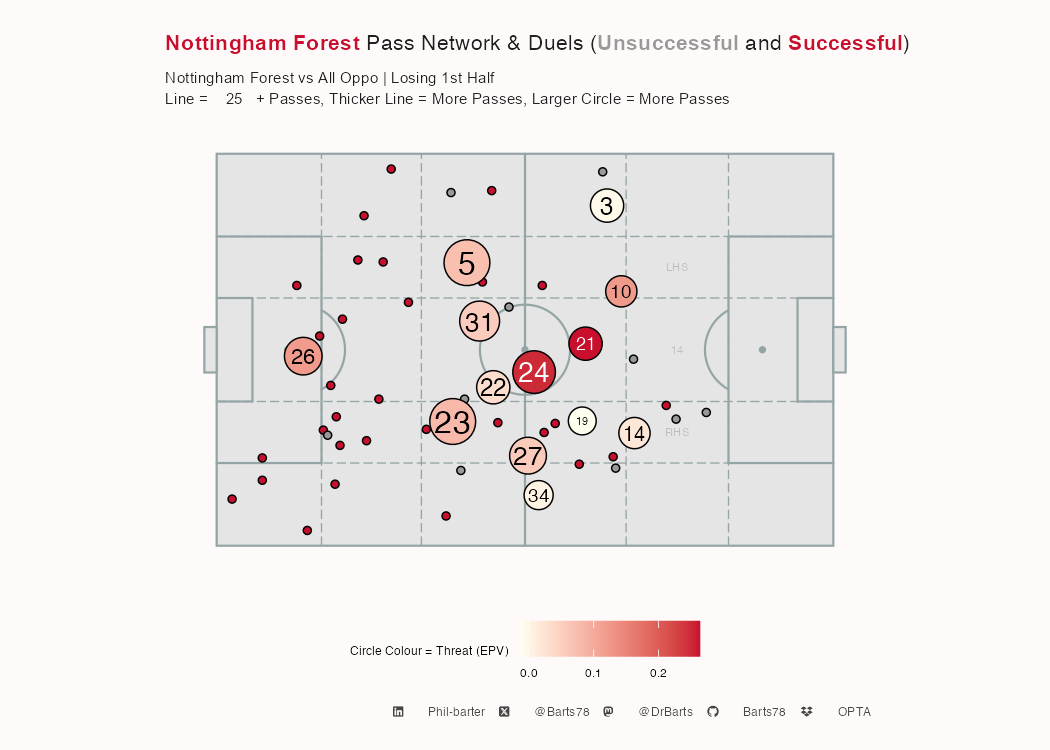 Nottingham Forest Pass Network & Duels (Unsuccessful and Successful)
Nottingham Forest vs All Oppo | Losing 1st Half
Line = 25 + Passes, Thicker Line = More Passes, Larger Circle = More Passes
3
5
LHS
10
31
21
14
26
24
22
23
19
14
RHS
27
34
Circle Colour = Threat (EPV)
0.0 0.1 0.2
Phil-barter @Barts78 @DrBarts Barts78 OPTA